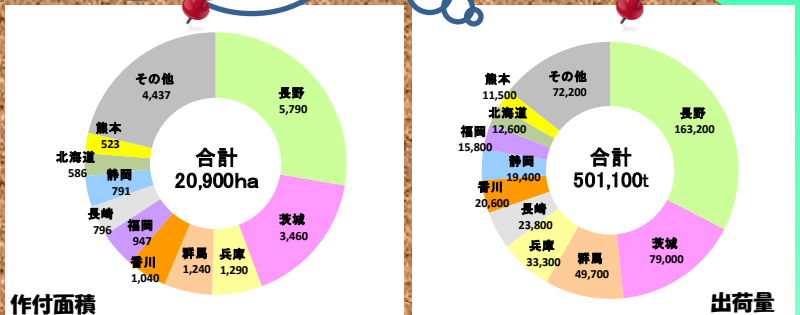 長野
5,790
茨城
3,460
兵庫
1,290
群馬
1,240
香川
1,040
福岡
947
長崎
796
静岡
791
北海道
586
熊本
523
その他
4,437
合計
20,900ha
作付面積
長野
163,200
茨城
79,000
群馬
49,700
兵庫
33,300
長崎
23,800
香川
20,600
静岡
19,400
福岡
15,800
北海道
12,600
熊本
11,500
その他
72,200
合計
501,100t
出荷量